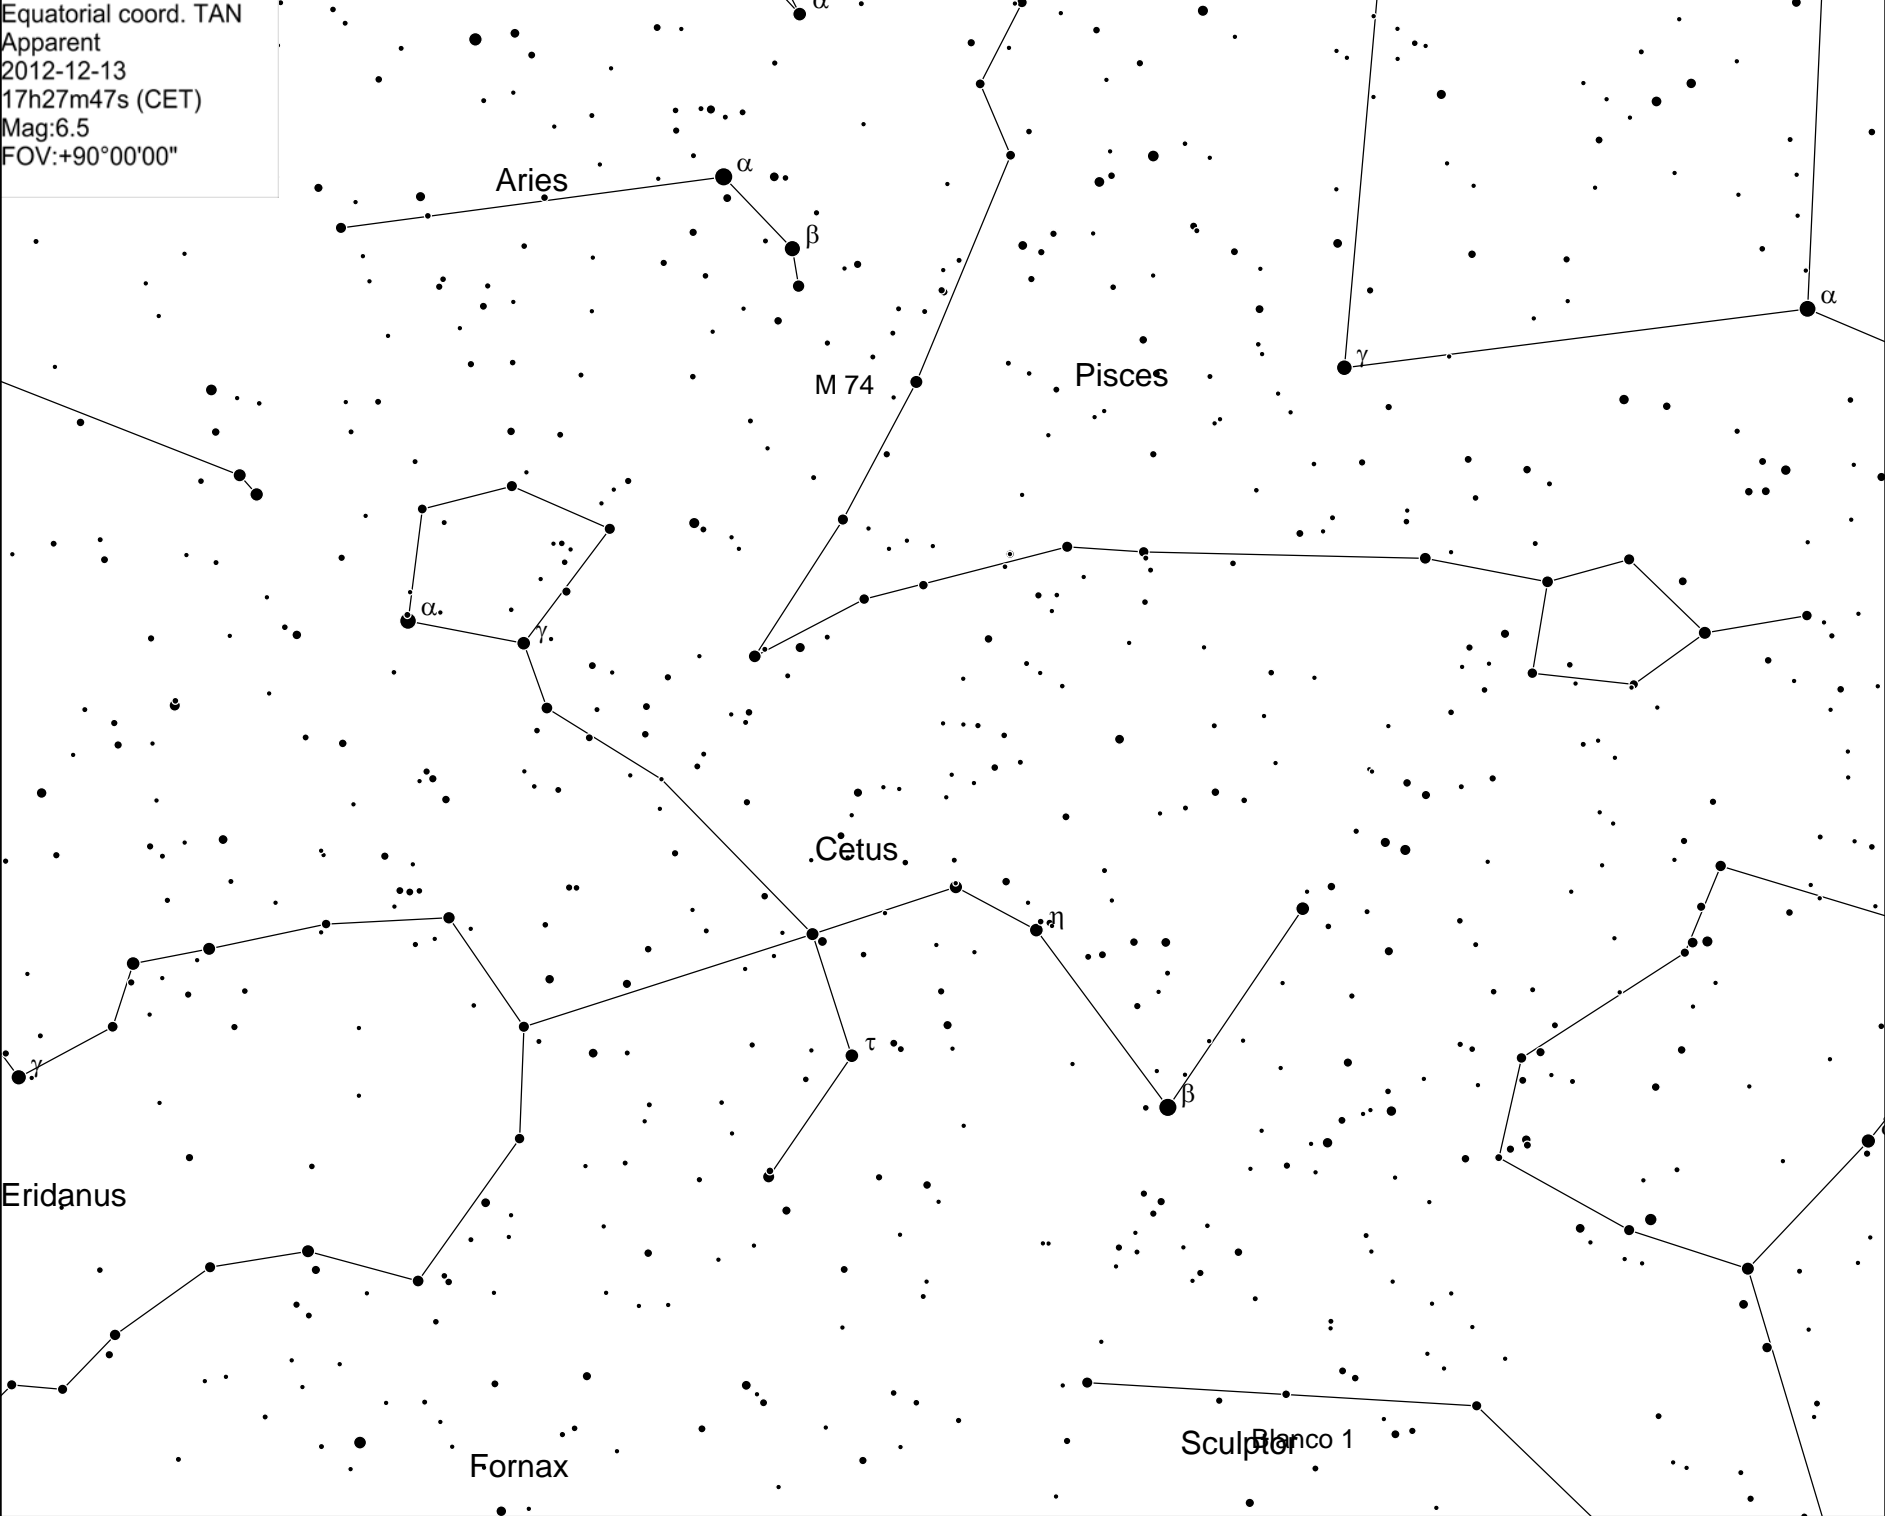 Equatorial coord. TAN
Apparent
2012-12-13
17h27m47s (CET)
Mag:6.5
FOV:+90°00'00"
α
Aries
α
β
α
γ
M 74
Pisces
α
γ
Cetus
η
τ
γ
β
Eridanus
Sculptor
Blanco 1
Fornax